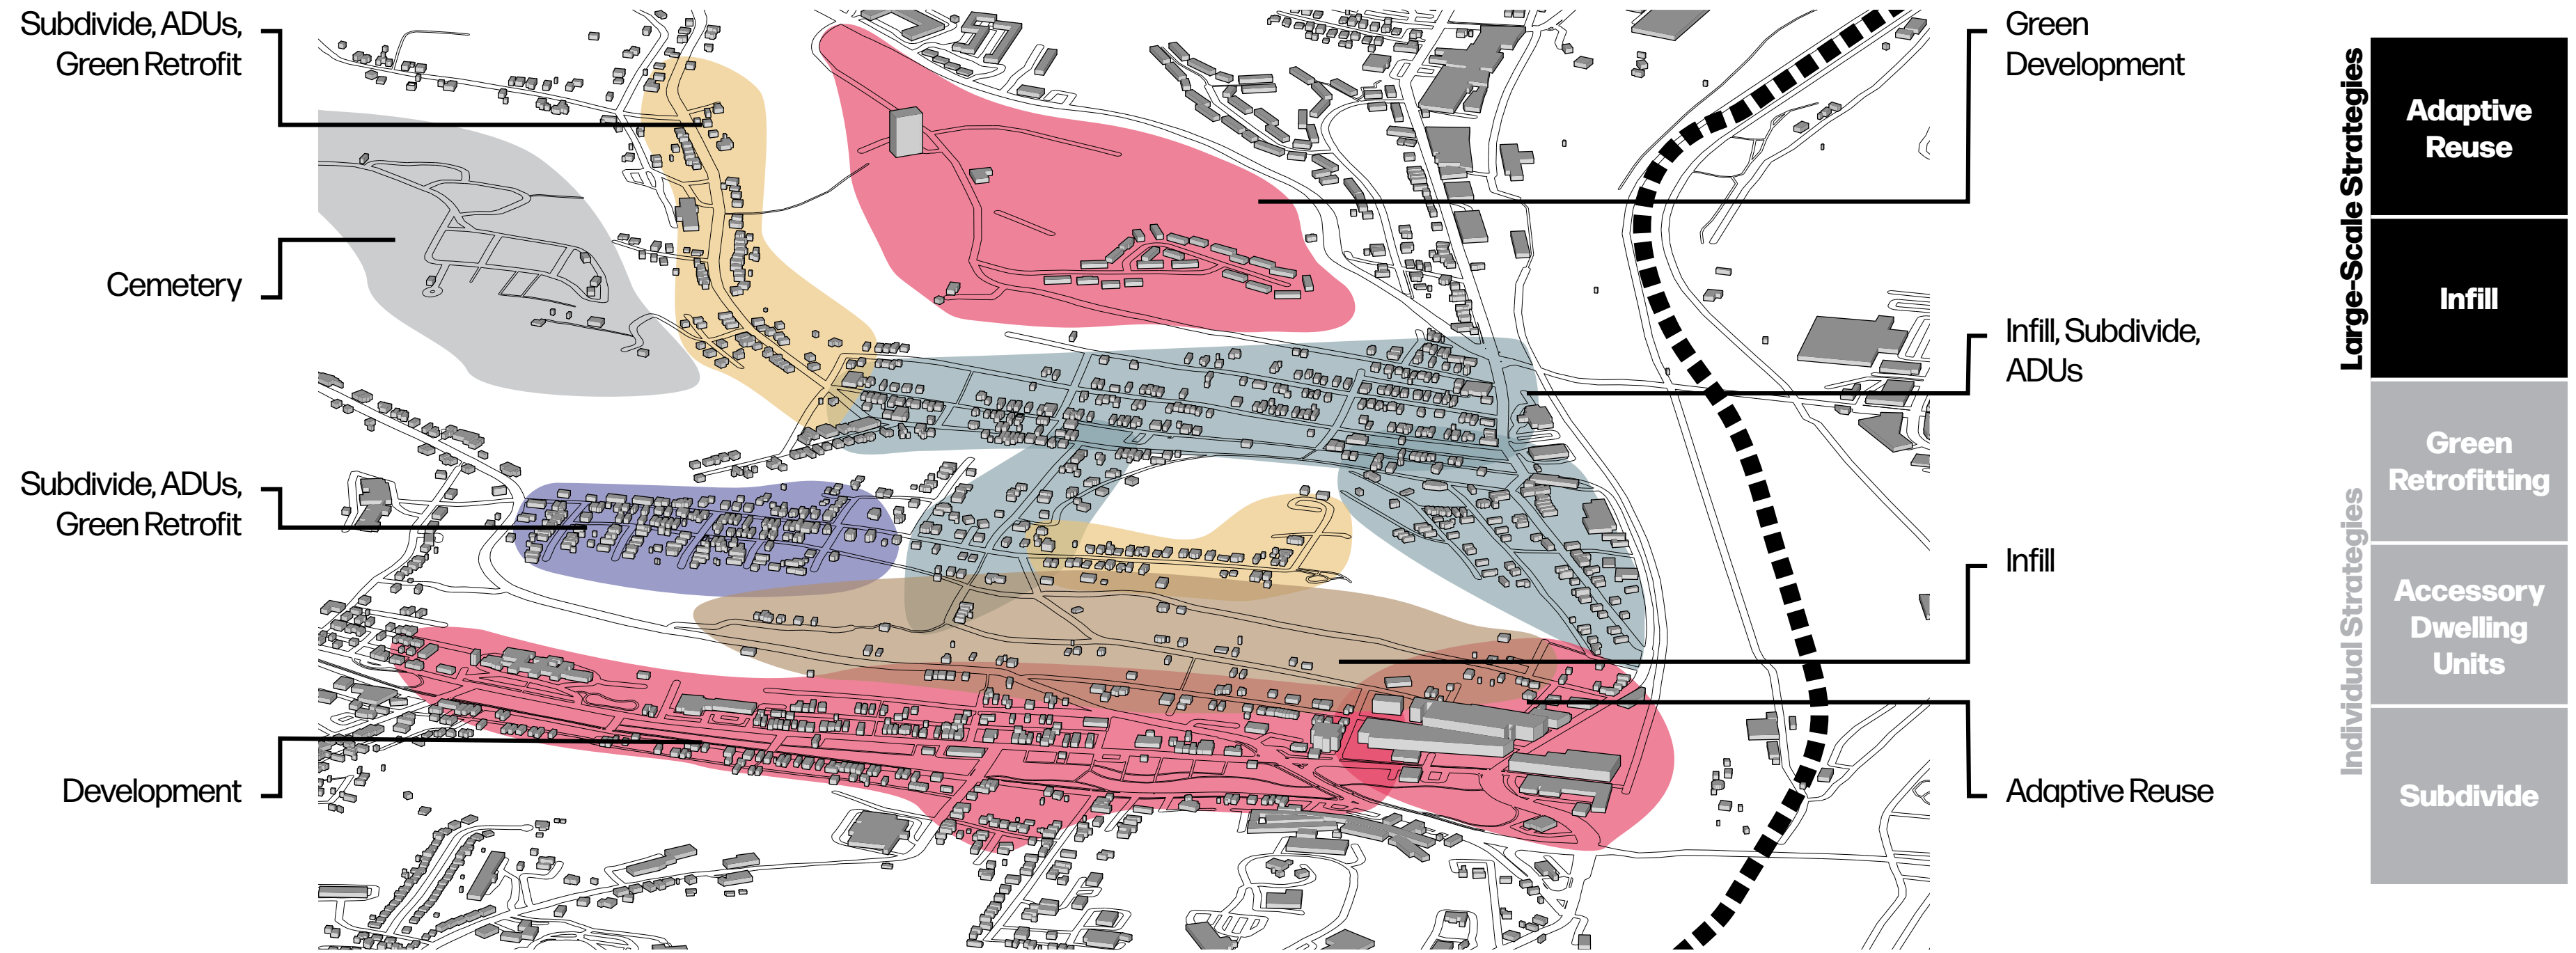 Subdivide, ADUs,
Green Retrofit
Cemetery
Subdivide, ADUs,
Green Retrofit
Development
Green
Development
Infill, Subdivide,
ADUs
Infill
Adaptive Reuse
Large-Scale Strategies
Adaptive
Reuse
Infill
Individual Strategies
Green
Retrofitting
Accessory
Dwelling
Units
Subdivide